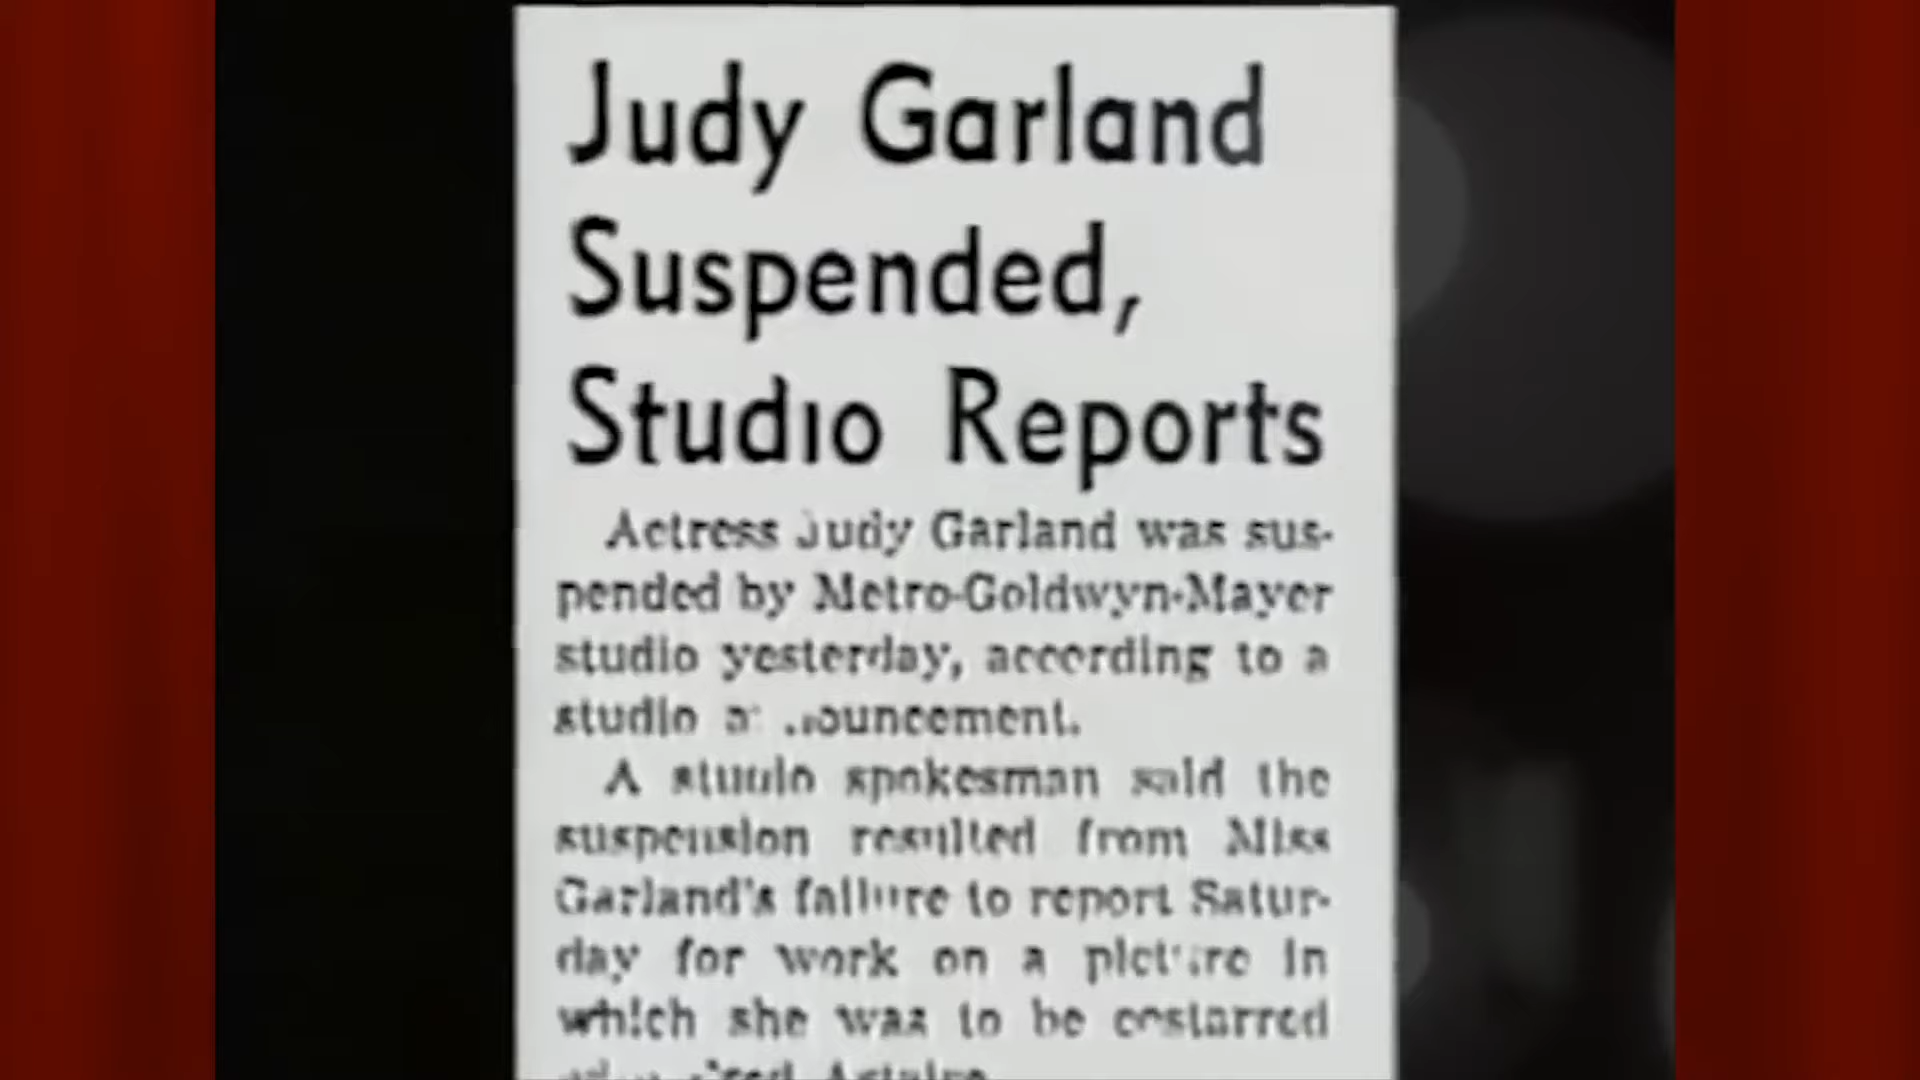 Judy Garland
Suspended,
Studio Reports
Actress Judy Garland was sus-
pended by Metro-Goldwyn-Mayer
studio yesterday, according to a
studio announcement.
A studio spokesman said the
suspension resulted from Miss
Garland's failure to report Satur-
day for work on a picture in
which she was to be costarred